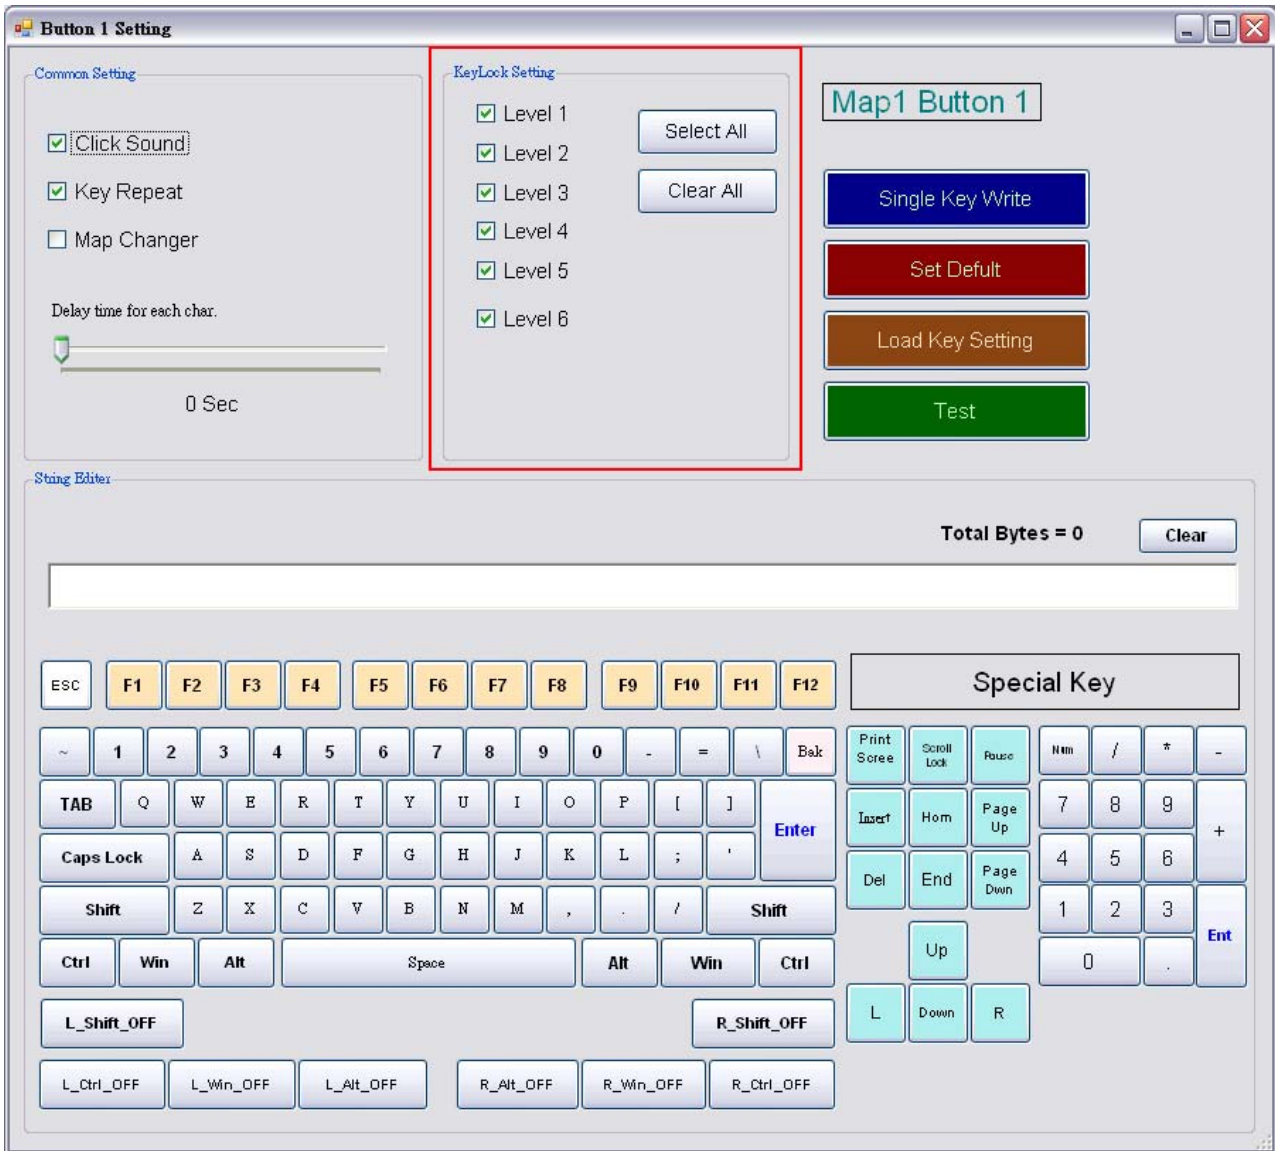 Button 1 Setting
Common Setting
Click Sound
Key Repeat
Map Changer
Delay time for each char.
0 Sec
KeyLock Setting
Level 1
Level 2
Level 3
Level 4
Level 5
Level 6
Select All
Clear All
Map1 Button 1
Single Key Write
Set Defult
Load Key Setting
Test
String Editer
Total Bytes = 0 Clear
ESC F1 F2 F3 F4 F5 F6 F7 F8 F9 F10 F11 F12
~ 1 2 3 4 5 6 7 8 9 0 - = \ Bak
TAB Q W E R T Y U I O P [ ] Enter
Caps Lock A S D F G H J K L ; '
Shift Z X C V B N M , . / Shift
Ctrl Win Alt Space Alt Win Ctrl
L_Shift_OFF R_Shift_OFF
L_Ctrl_OFF L_Win_OFF L_Alt_OFF R_Alt_OFF R_Win_OFF R_Ctrl_OFF
Special Key
Print
Scree
Scroll
Lock
Pause
Insert Hom Page
Up
Del End Page
Dwwn
Up
L Down R
Num / * -
7 8 9 +
4 5 6
1 2 3 Ent
0 .